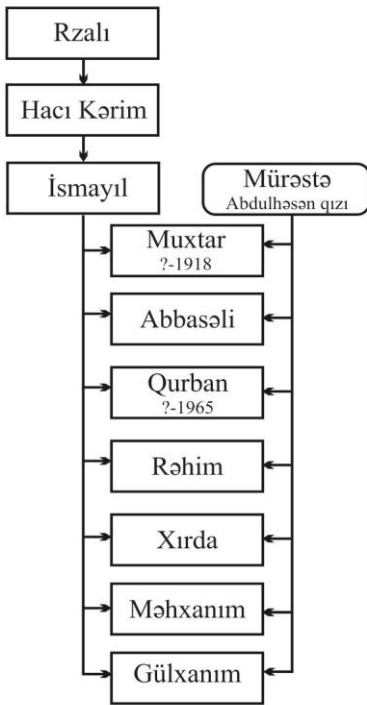 Rzalı
Hacı Kərim
İsmayıl
Mürəstə
Abdulhəsən qızı
Muxtar
?-1918
Abbasəli
Qurban
?-1965
Rəhim
Xırda
Məhxanım
Gülxanım